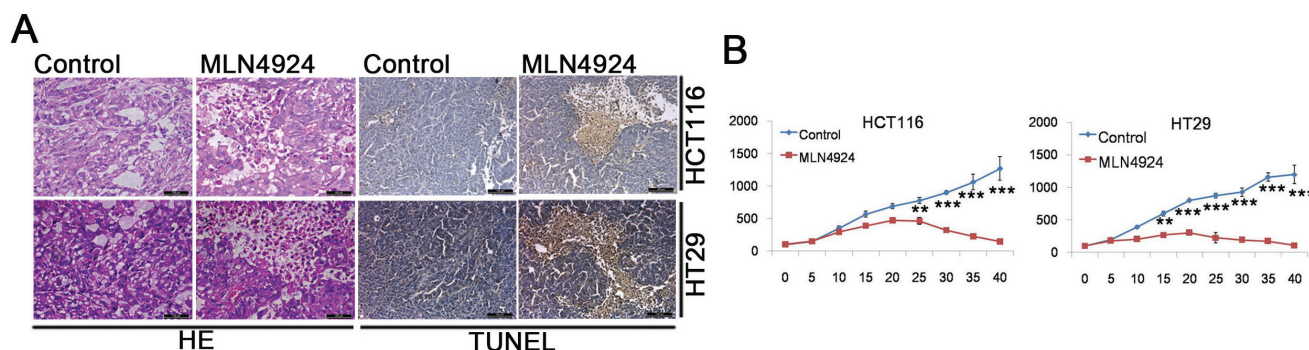 A
Control MLN4924 Control MLN4924
HCT116
HT29
HE TUNEL
B
HCT116
2000
1500
1000
500
0
Control
MLN4924
** *** *** ***
0 5 10 15 20 25 30 35 40
HT29
2000
1500
1000
500
0
Control
MLN4924
** *** *** *** *** ***
0 5 10 15 20 25 30 35 40